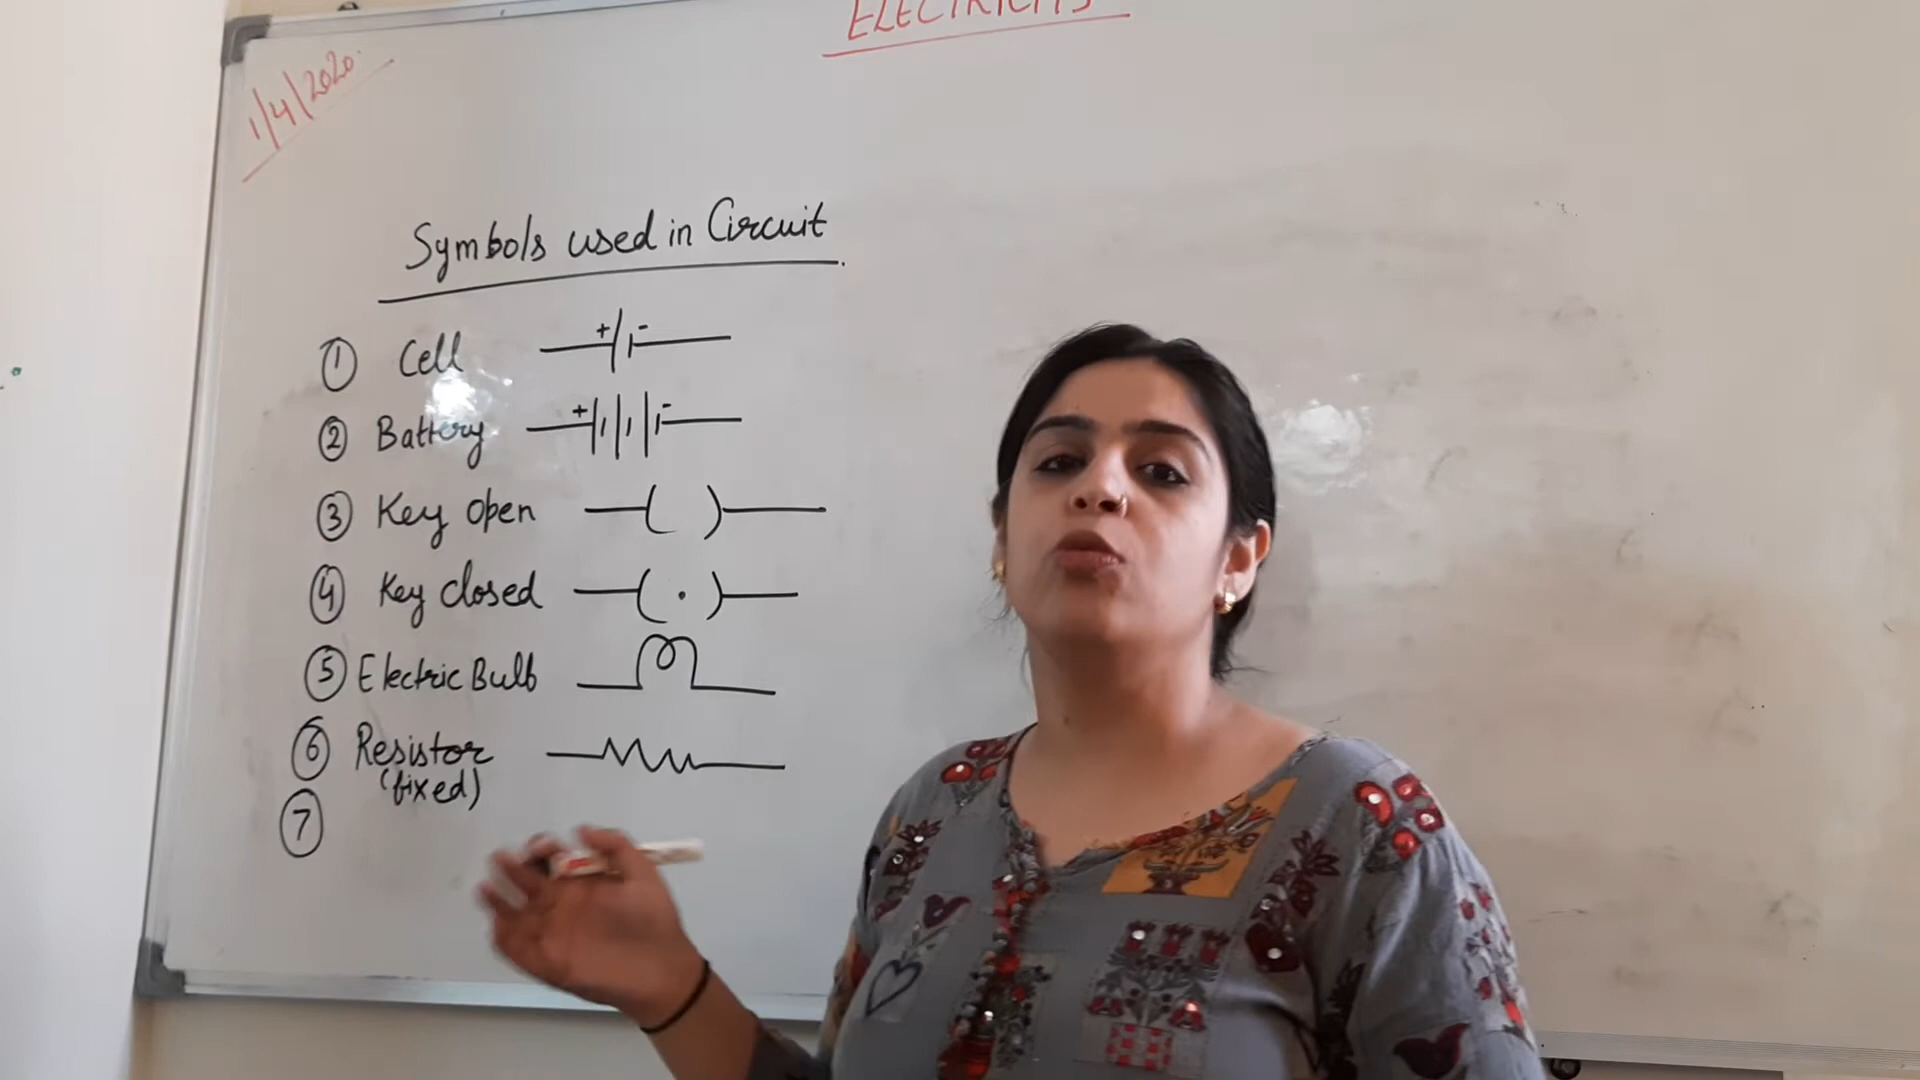 ELECTRICITY
1/4/2020.
Symbols used in Circuit
① Cell + -
② Battery + -
③ Key Open
④ Key closed
⑤ Electric Bulb
⑥ Resistor
(fixed)
⑦